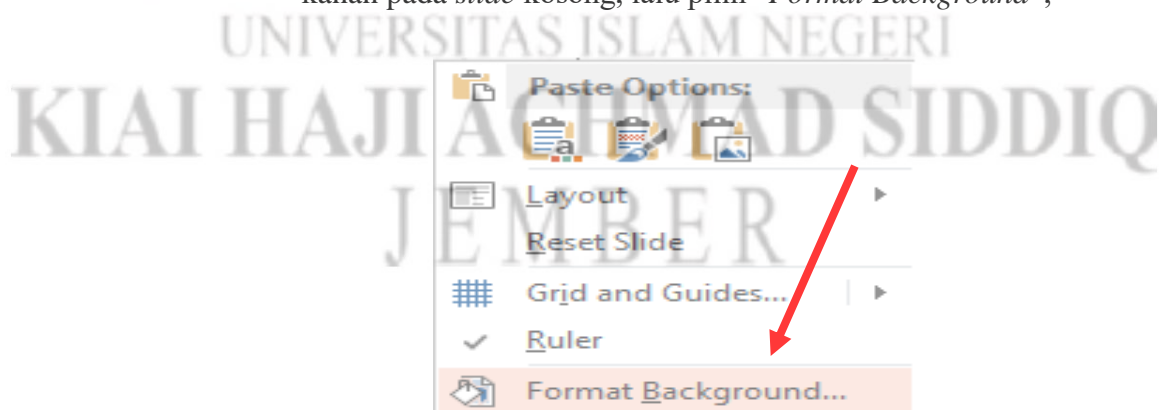 kanan pada slide kosong, lalu pilih "Format Background",
UNIVERSITAS ISLAM NEGERI
Paste Options:
KIAI HAJI ACHMAD SIDDIQ
Layout
JEMBER
Reset Slide
Grid and Guides...
Ruler
Format Background...